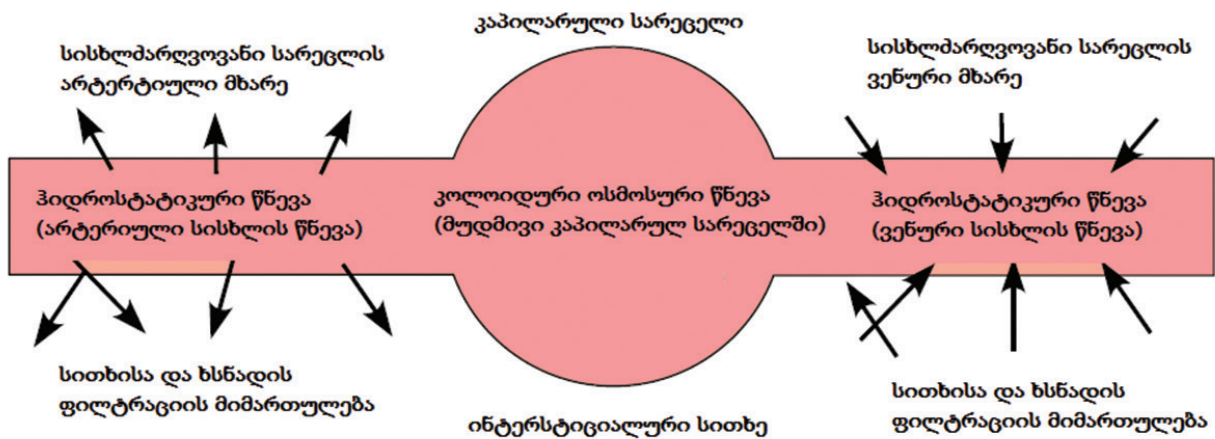 კაპილარული სარეცელი
სისხლძარღვოვანი სარეცლის
არტერტიული მხარე
სისხლძარღვოვანი სარეცლის
ვენური მხარე
ჰიდროსტატიკური წნევა
(არტერიული სისხლის წნევა)
კოლოიდური ოსმოსური წნევა
(მუდმივი კაპილარულ სარეცელში)
ჰიდროსტატიკური წნევა
(ვენური სისხლის წნევა)
სითხისა და ხსნადის
ფილტრაციის მიმართულება
ინტერსტიციალური სითხე
სითხისა და ხსნადის
ფილტრაციის მიმართულება